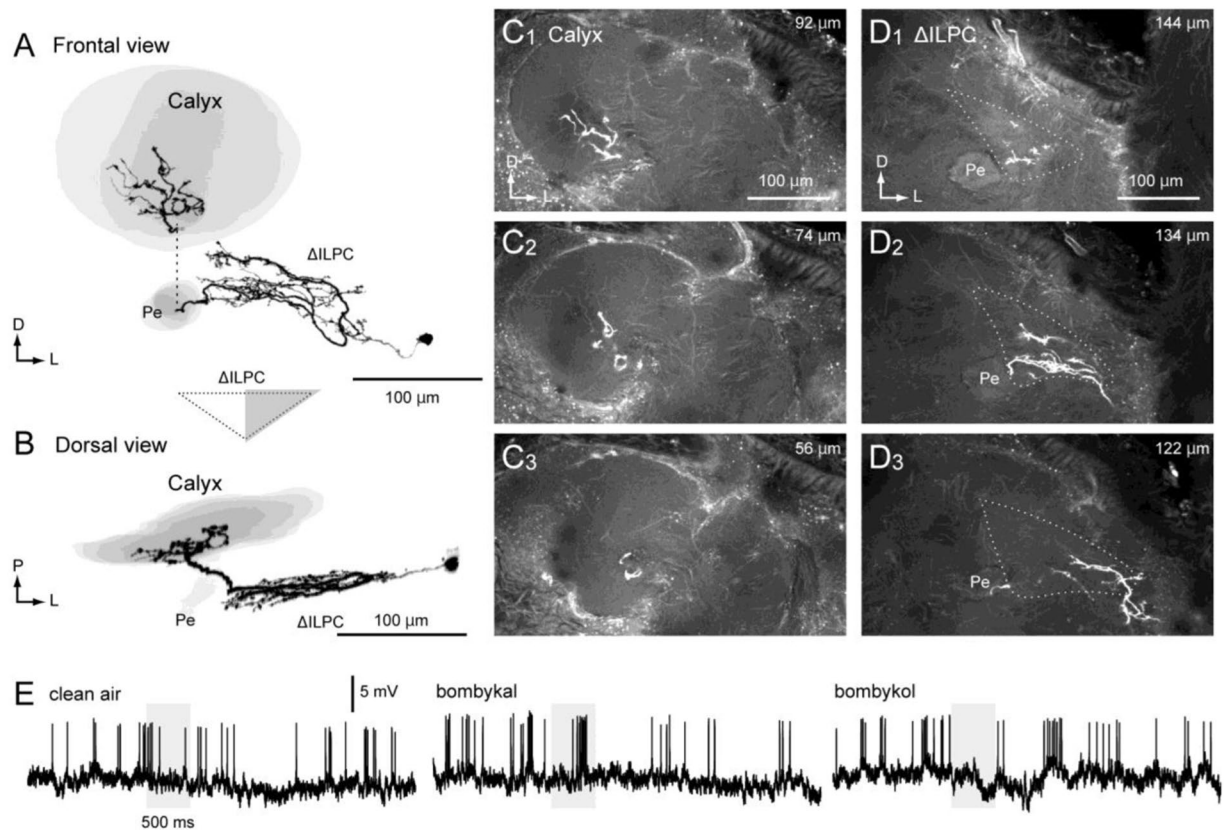 A Frontal view
Calyx
ΔILPC
Pe
D
L
100 µm
ΔILPC
B Dorsal view
Calyx
P
L
Pe
ΔILPC
100 µm
C1 Calyx
92 µm
D
L
100 µm
C2
74 µm
C3
56 µm
D1 ΔILPC
144 µm
Pe
D
L
100 µm
D2
134 µm
Pe
D3
122 µm
Pe
E clean air
5 mV
bombykal
bombykol
500 ms